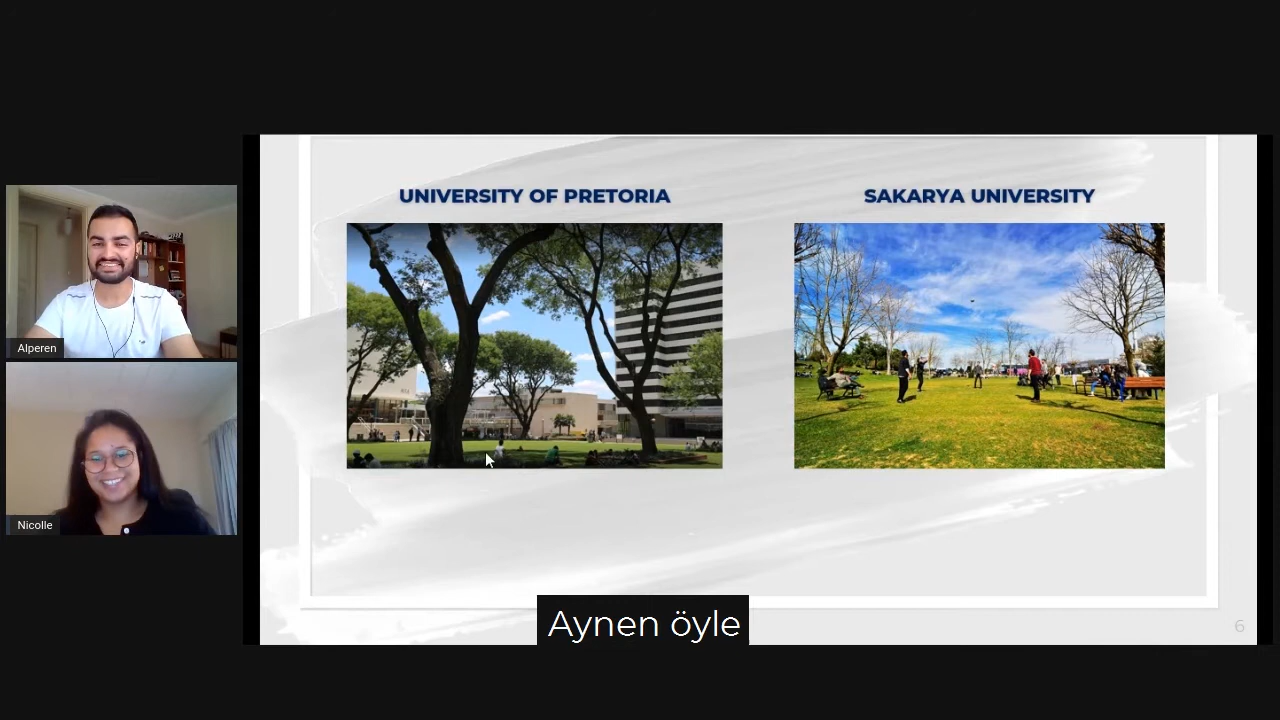 UNIVERSITY OF PRETORIA
SAKARYA UNIVERSITY
Alperen
Nicolle
Aynen öyle
6